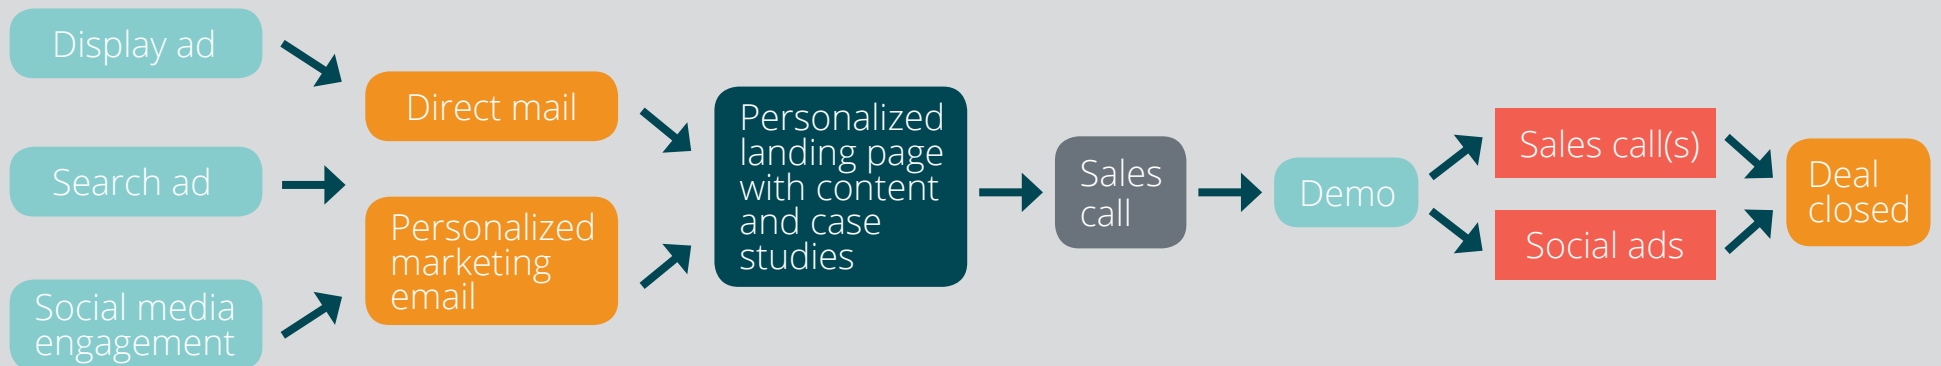 Display ad
Search ad
Social media
engagement
Direct mail
Personalized
marketing
email
Personalized
landing page
with content
and case
studies
Sales
call
Demo
Sales call(s)
Social ads
Deal
closed